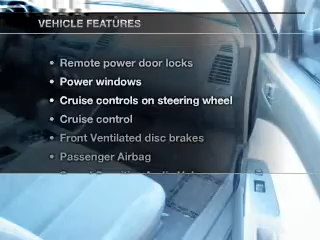 VEHICLE FEATURES
• Remote power door locks
• Power windows
• Cruise controls on steering wheel
• Cruise control
• Front Ventilated disc brakes
• Passenger Airbag